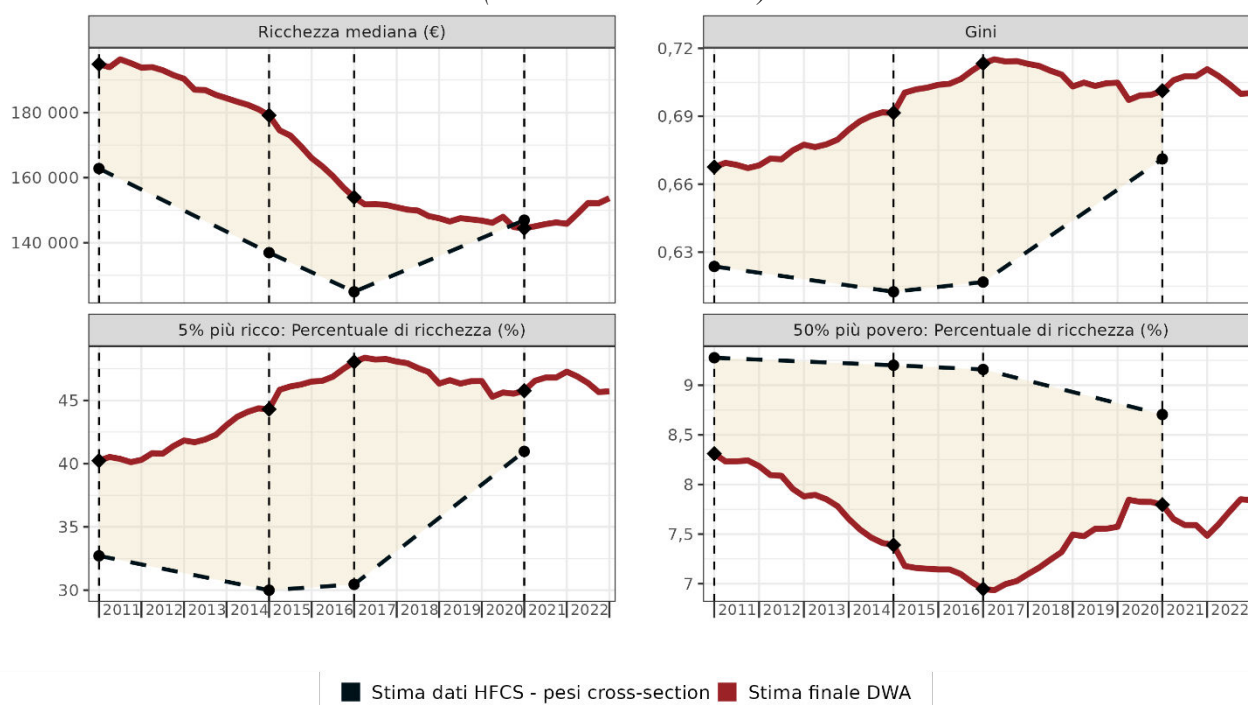 Ricchezza mediana (€)
Gini
180 000
160 000
140 000
0,72
0,69
0,66
0,63
5% più ricco: Percentuale di ricchezza (%)
50% più povero: Percentuale di ricchezza (%)
45
40
35
30
9
8,5
8
7,5
7
2011 2012 2013 2014 2015 2016 2017 2018 2019 2020 2021 2022
2011 2012 2013 2014 2015 2016 2017 2018 2019 2020 2021 2022
Stima dati HFCS - pesi cross-section Stima finale DWA